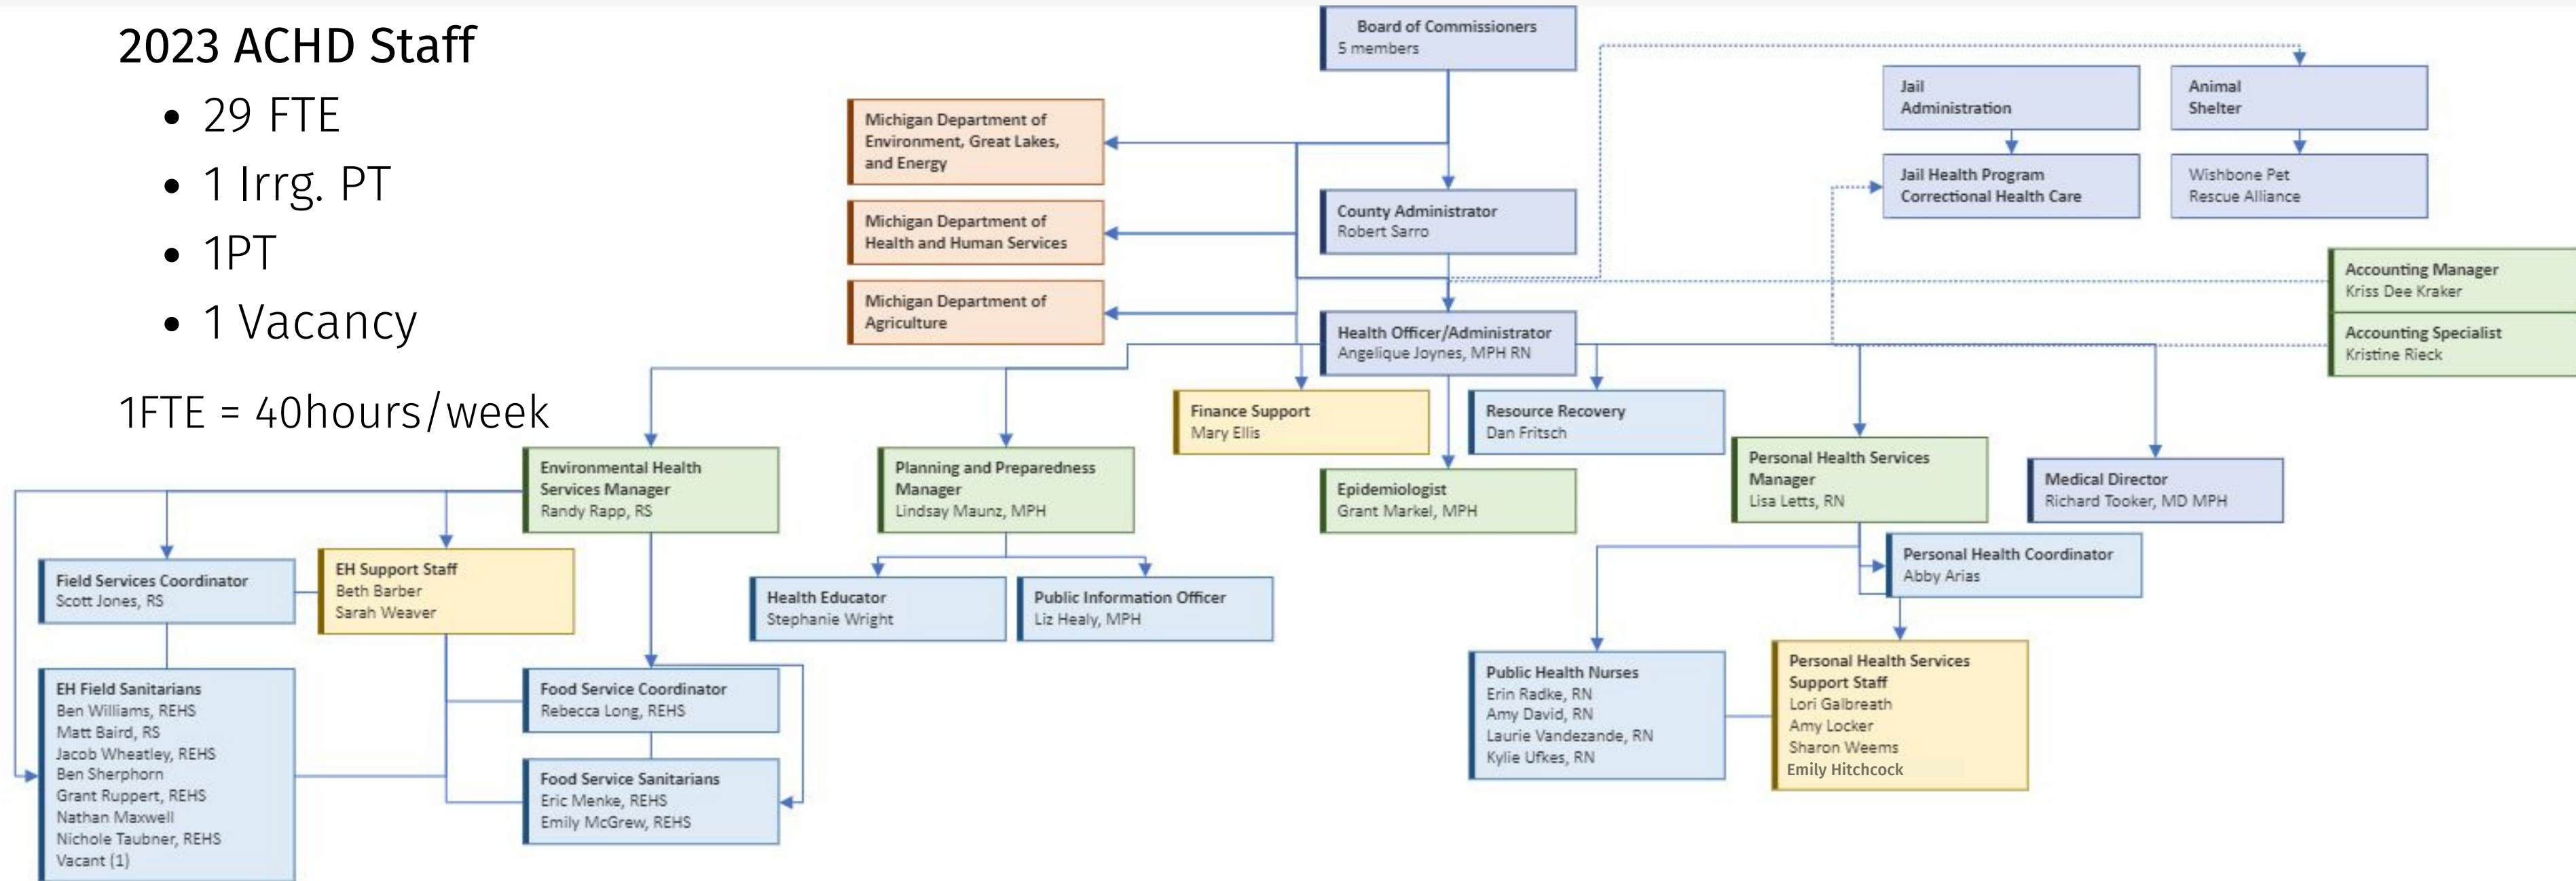 2023 ACHD Staff
• 29 FTE
• 1 Irrg. PT
• 1PT
• 1 Vacancy
1FTE = 40hours/week
Board of Commissioners
5 members
Michigan Department of
Environment, Great Lakes,
and Energy
Michigan Department of
Health and Human Services
Michigan Department of
Agriculture
County Administrator
Robert Sarro
Jail
Administration
Animal
Shelter
Jail Health Program
Correctional Health Care
Wishbone Pet
Rescue Alliance
Accounting Manager
Kriss Dee Kraker
Accounting Specialist
Kristine Rieck
Health Officer/Administrator
Angelique Joynes, MPH RN
Finance Support
Mary Ellis
Resource Recovery
Dan Fritsch
Environmental Health
Services Manager
Randy Rapp, RS
Planning and Preparedness
Manager
Lindsay Maunz, MPH
Epidemiologist
Grant Markel, MPH
Personal Health Services
Manager
Lisa Letts, RN
Medical Director
Richard Tooker, MD MPH
Field Services Coordinator
Scott Jones, RS
EH Support Staff
Beth Barber
Sarah Weaver
Health Educator
Stephanie Wright
Public Information Officer
Liz Healy, MPH
Personal Health Coordinator
Abby Arias
EH Field Sanitarians
Ben Williams, REHS
Matt Baird, RS
Jacob Wheatley, REHS
Ben Sherphorn
Grant Ruppert, REHS
Nathan Maxwell
Nichole Taubner, REHS
Vacant (1)
Food Service Coordinator
Rebecca Long, REHS
Food Service Sanitarians
Eric Menke, REHS
Emily McGrew, REHS
Public Health Nurses
Erin Radke, RN
Amy David, RN
Laurie Vandezande, RN
Kylie Ufkes, RN
Personal Health Services
Support Staff
Lori Galbreath
Amy Locker
Sharon Weems
Emily Hitchcock